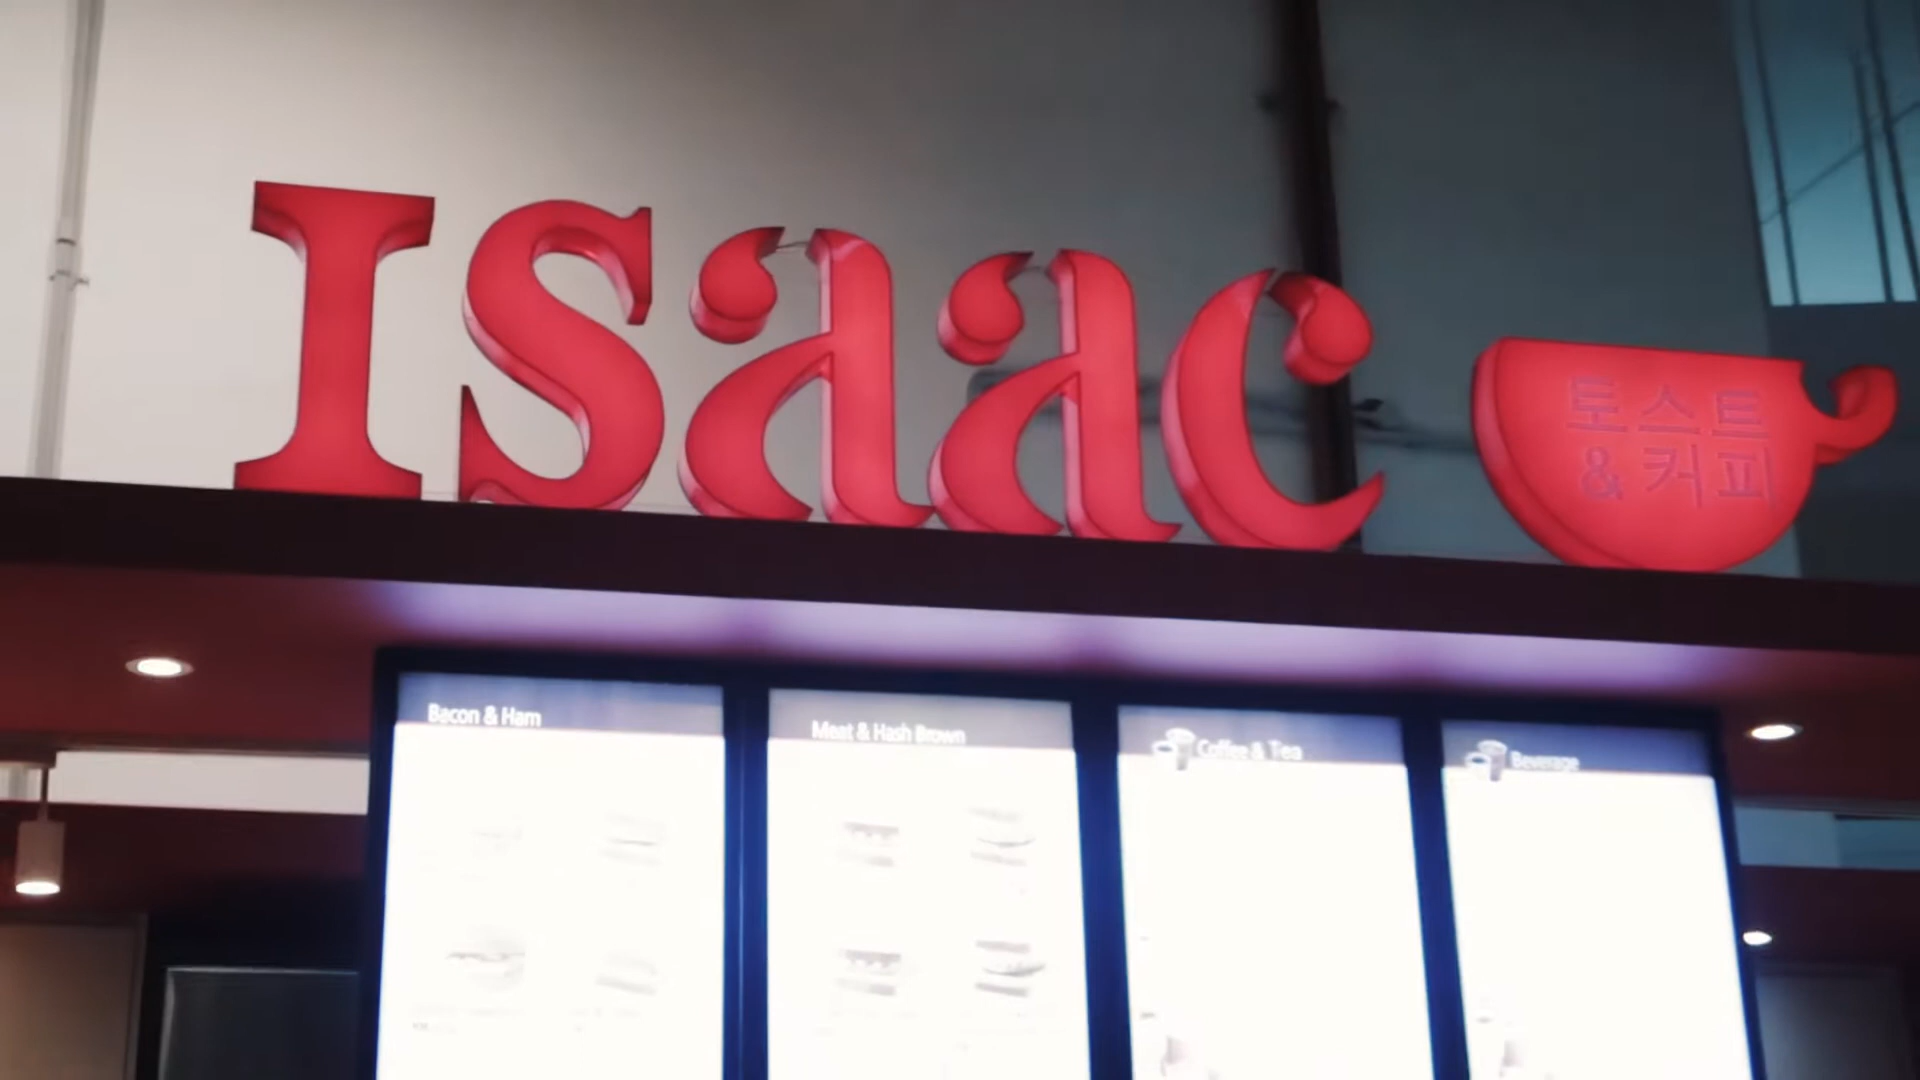 Isaac
토스트
& 커피
Bacon & Ham
Meat & Hash Brown
Coffee & Tea
Beverage